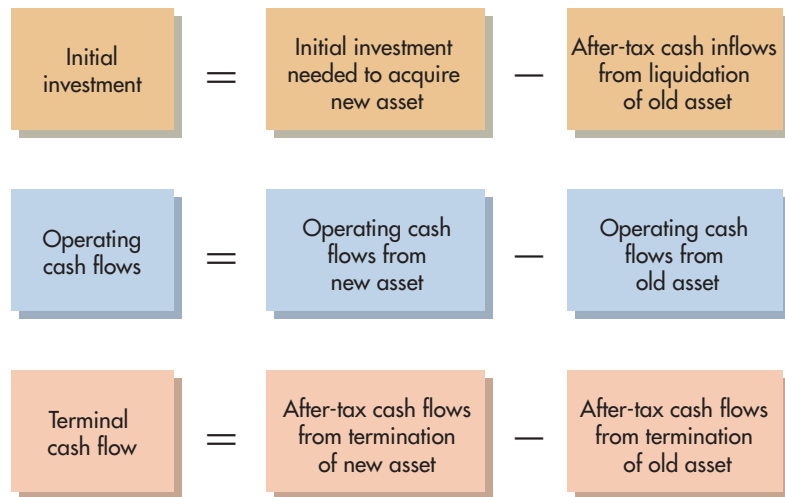 Initial
investment
=
Initial investment
needed to acquire
new asset
−
After-tax cash inflows
from liquidation
of old asset
Operating
cash flows
=
Operating cash
flows from
new asset
−
Operating cash
flows from
old asset
Terminal
cash flow
=
After-tax cash flows
from termination
of new asset
−
After-tax cash flows
from termination
of old asset